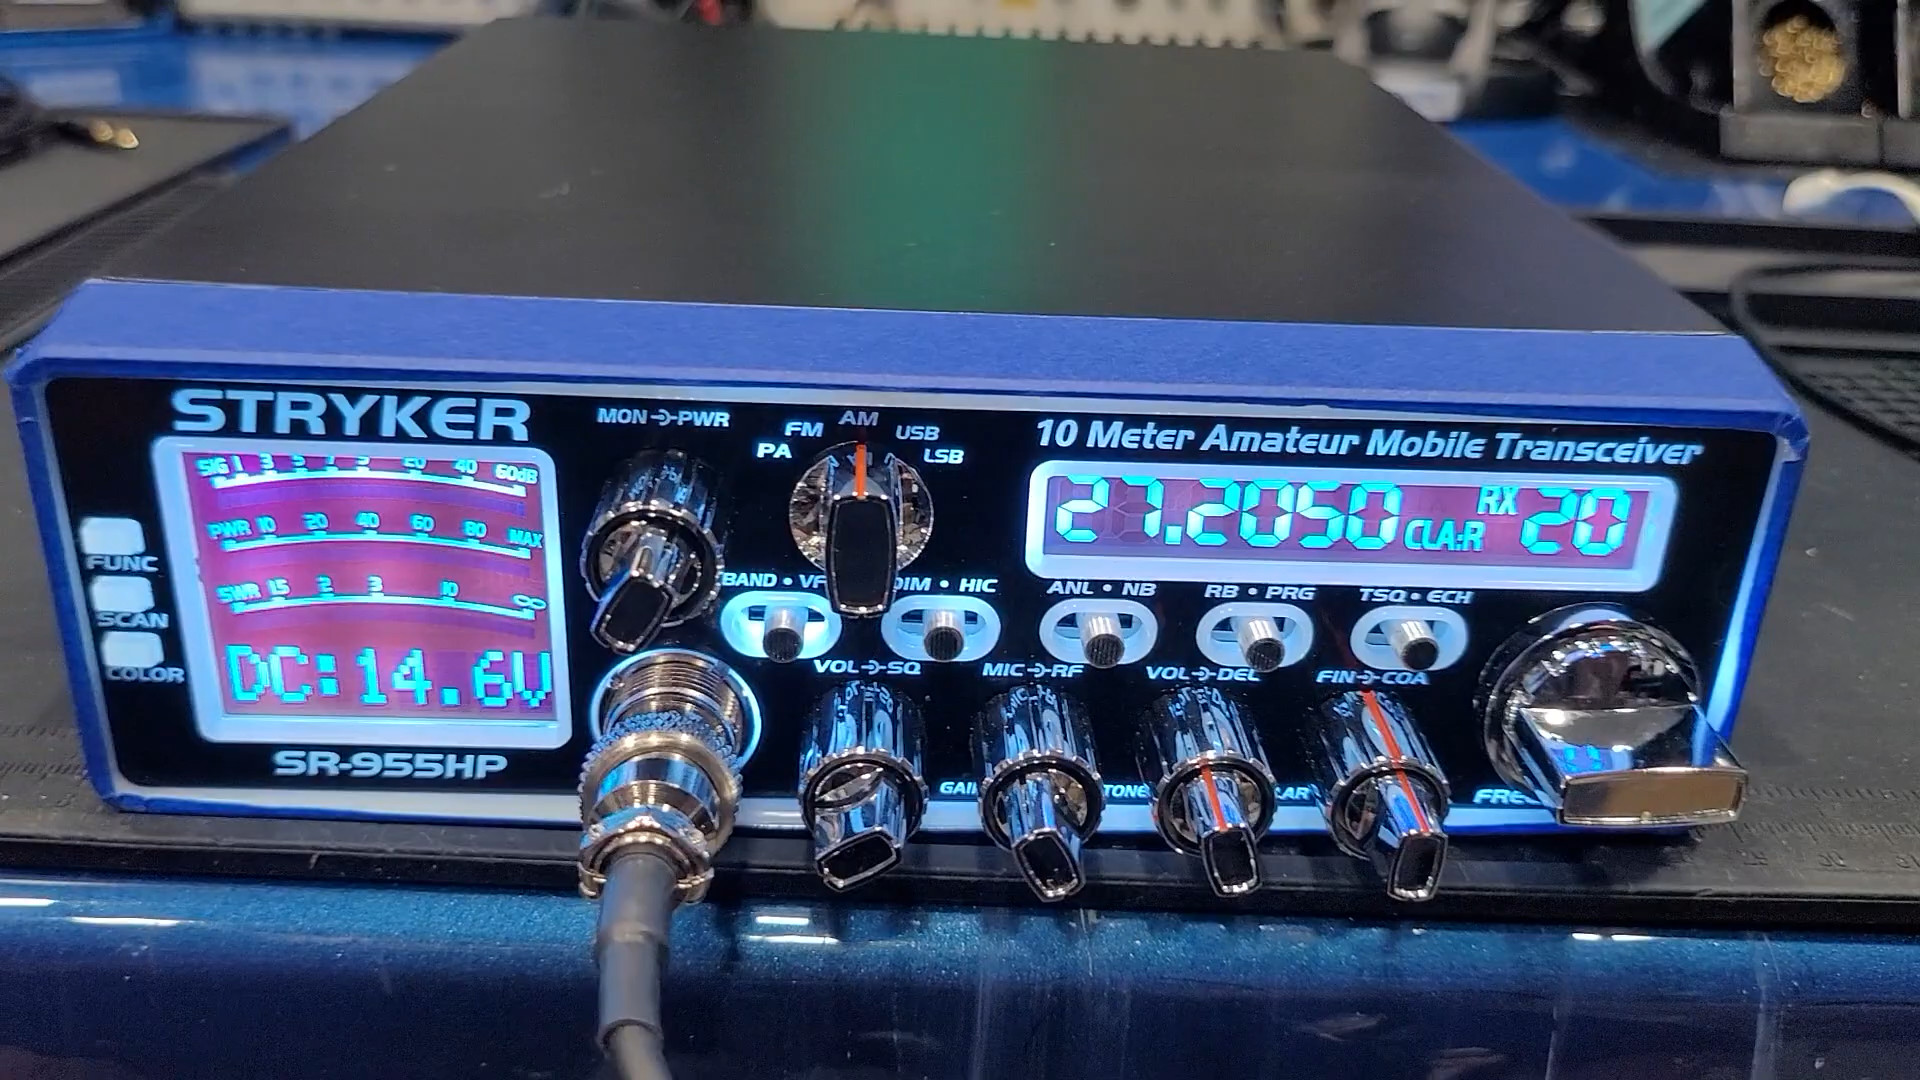 STRYKER
MON PWR
PA FM AM USB LSB
10 Meter Amateur Mobile Transceiver
SIG 1 3 5 7 9 20 40 60dB
PWR 10 20 40 60 80 MAX
SWR 1.5 2 3 10 ∞
DC:14.6V
27.2050 CLA:R RX 20
FUNC
SCAN
COLOR
BAND • DIM • HIC ANL • NB RB • PRG TSQ • ECH
VOL SQ MIC RF VOL DEL FIN COA
SR-955HP
TONE